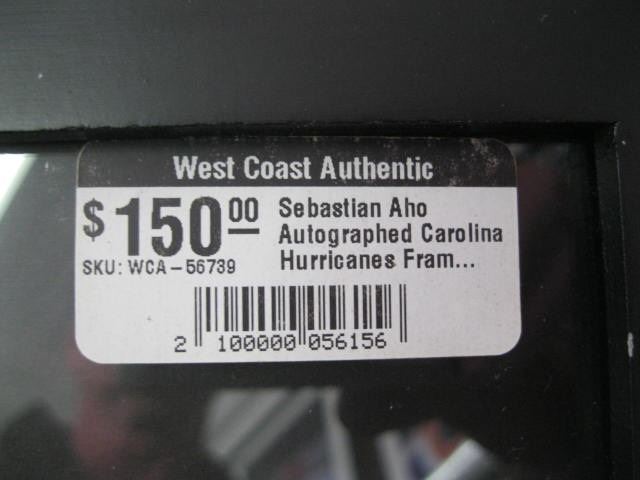 West Coast Authentic
$150.00
SKU: WCA-56739
Sebastian Aho
Autographed Carolina
Hurricanes Fram...
2 100000 056156